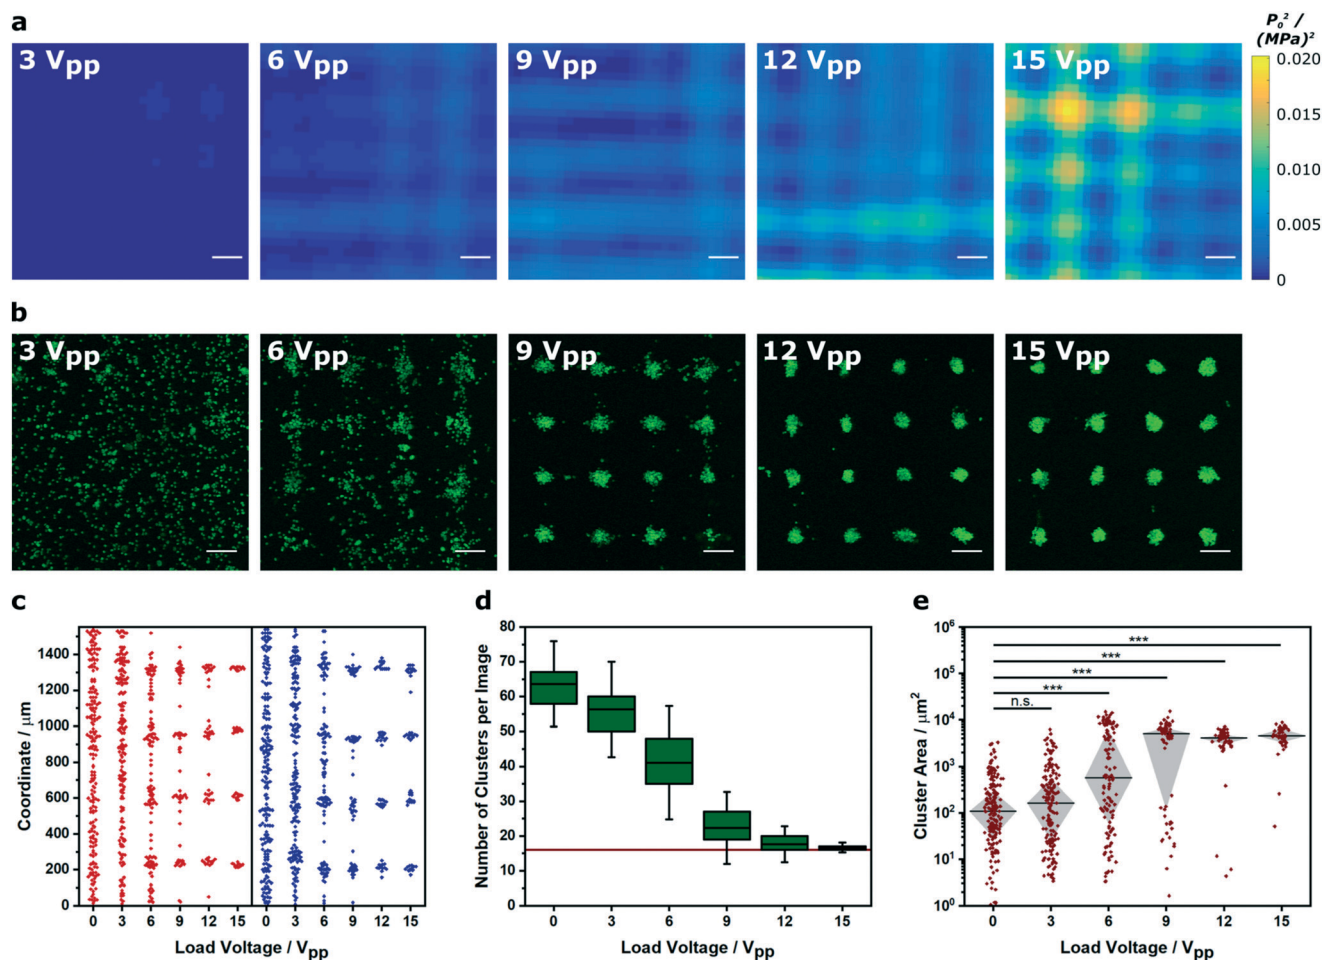 a
3 Vpp
6 Vpp
9 Vpp
12 Vpp
15 Vpp
P₀² / (MPa)²
0.020
0.015
0.010
0.005
0
b
3 Vpp
6 Vpp
9 Vpp
12 Vpp
15 Vpp
c
Coordinate / μm
1400
1200
1000
800
600
400
200
0
0 3 6 9 12 15 0 3 6 9 12 15
Load Voltage / Vpp
d
Number of Clusters per Image
80
70
60
50
40
30
20
10
0
0 3 6 9 12 15
Load Voltage / Vpp
e
Cluster Area / μm²
10⁶
10⁵
10⁴
10³
10²
10¹
10⁰
***
***
***
***
n.s.
0 3 6 9 12 15
Load Voltage / Vpp